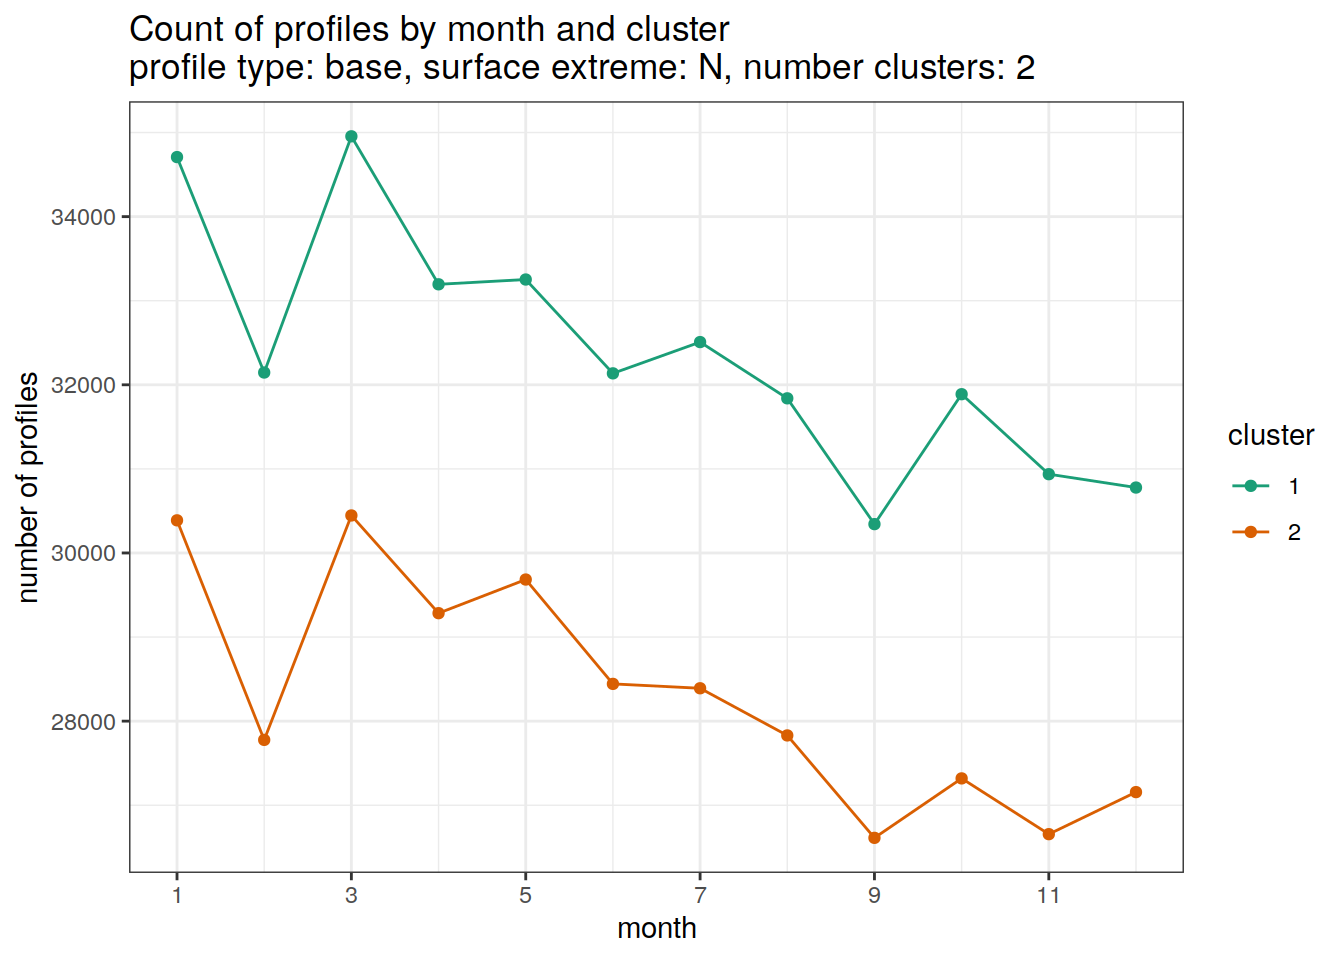 Count of profiles by month and cluster
profile type: base, surface extreme: N, number clusters: 2
number of profiles
34000
32000
30000
28000
1
3
5
7
9
11
month
cluster
1
2